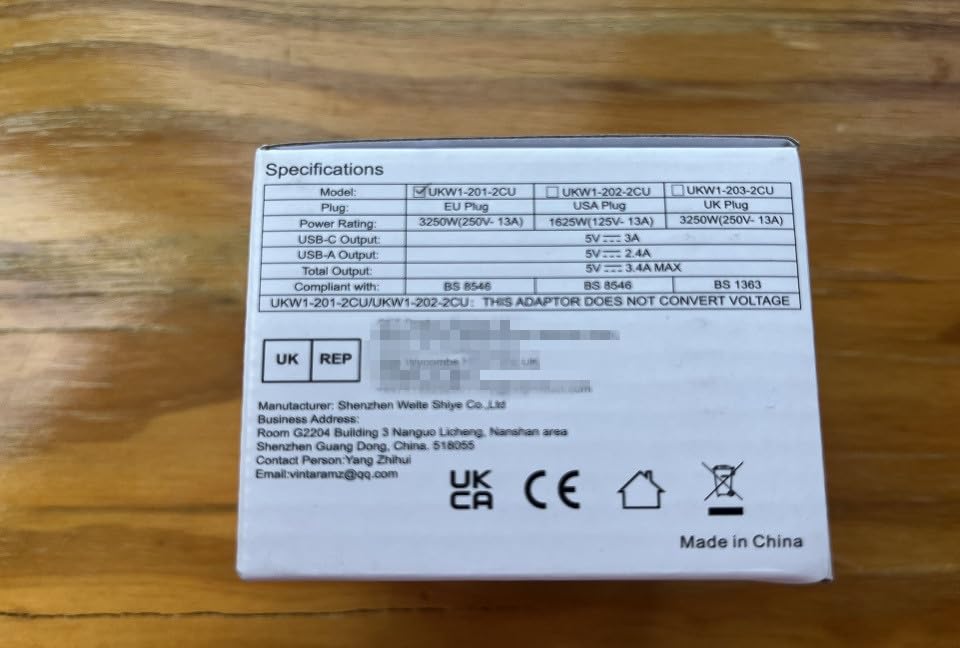 Specifications
Model: ☑UKW1-201-2CU ☐UKW1-202-2CU ☐UKW1-203-2CU
Plug: EU Plug USA Plug UK Plug
Power Rating: 3250W(250V- 13A) 1625W(125V- 13A) 3250W(250V- 13A)
USB-C Output: 5V⎓3A
USB-A Output: 5V⎓2.4A
Total Output: 5V⎓3.4A MAX
Compliant with: BS 8546 BS 8546 BS 1363
UKW1-201-2CU/UKW1-202-2CU: THIS ADAPTOR DOES NOT CONVERT VOLTAGE
UK REP
Manufacturer: Shenzhen Weite Shiye Co.,Ltd
Business Address:
Room G2204 Building 3 Nanguo Licheng, Nanshan area
Shenzhen Guang Dong, China. 518055
Contact Person:Yang Zhihui
Email:vintaramz@qq.com
UK
CA
CE
Made in China